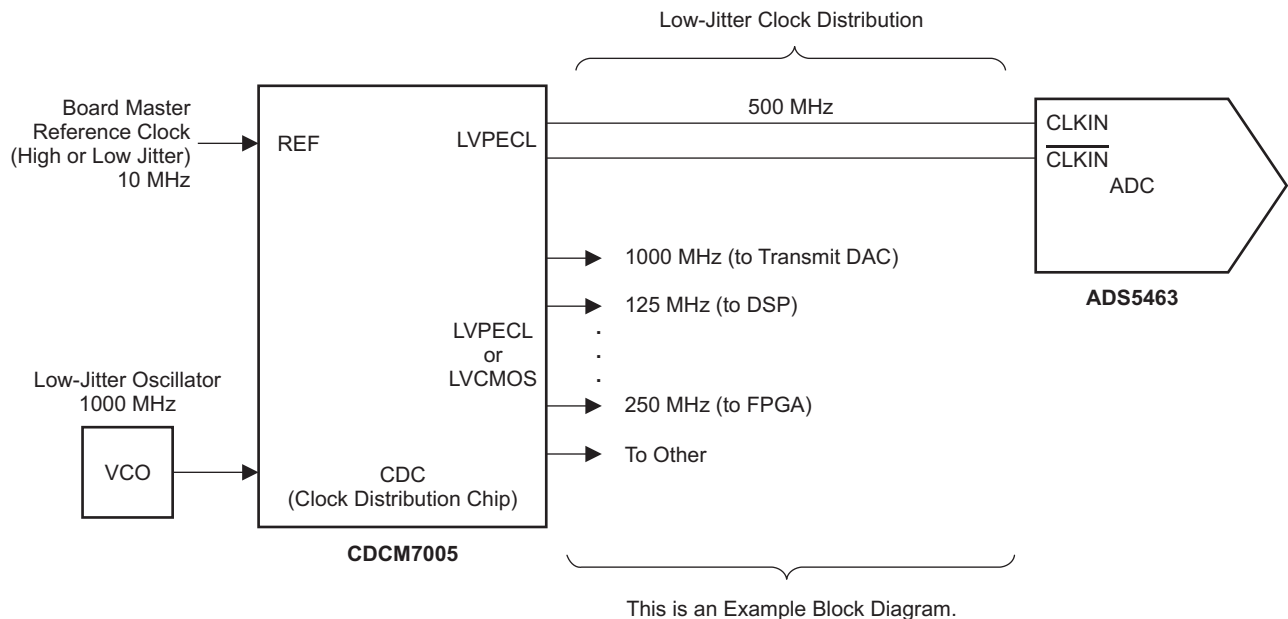 Low-Jitter Clock Distribution
Board Master
Reference Clock
(High or Low Jitter)
10 MHz
REF
LVPECL
500 MHz
CLKIN
CLKIN
ADC
ADS5463
1000 MHz (to Transmit DAC)
125 MHz (to DSP)
LVPECL
or
LVCMOS
250 MHz (to FPGA)
To Other
Low-Jitter Oscillator
1000 MHz
VCO
CDC
(Clock Distribution Chip)
CDCM7005
This is an Example Block Diagram.